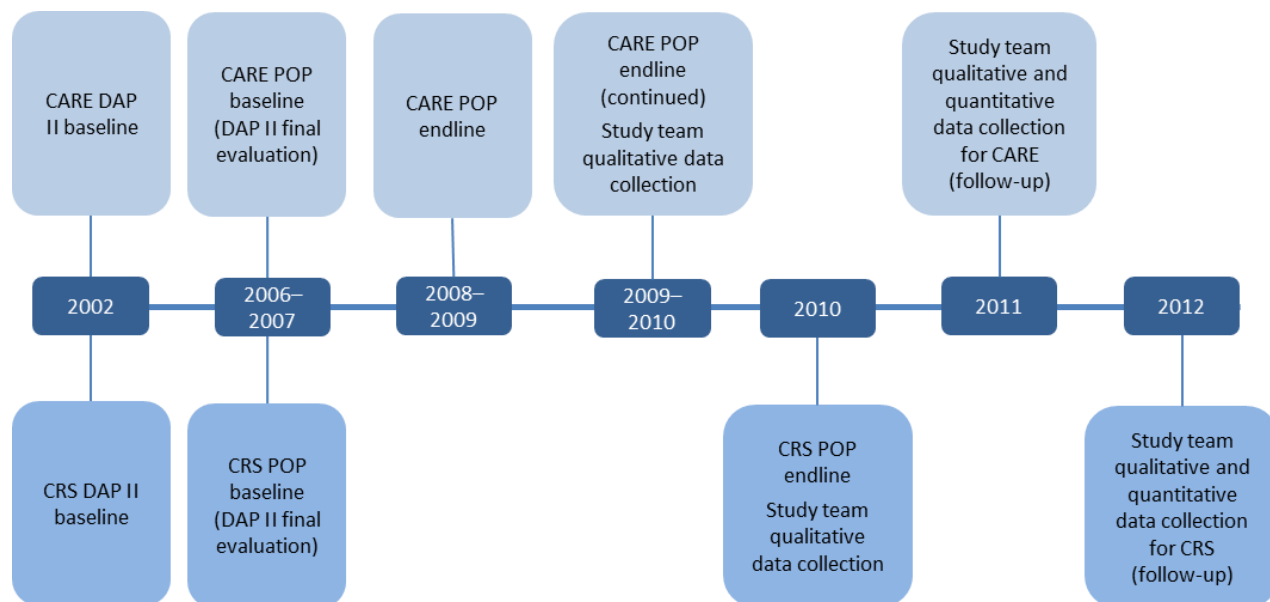 CARE DAP
II baseline
CARE POP
baseline
(DAP II final
evaluation)
CARE POP
endline
CARE POP
endline
(continued)
Study team
qualitative data
collection
Study team
qualitative and
quantitative
data collection
for CARE
(follow-up)
2002
2006–
2007
2008–
2009
2009–
2010
2010
2011
2012
CRS DAP II
baseline
CRS POP
baseline
(DAP II final
evaluation)
CRS POP
endline
Study team
qualitative
data collection
Study team
qualitative and
quantitative
data collection
for CRS
(follow-up)